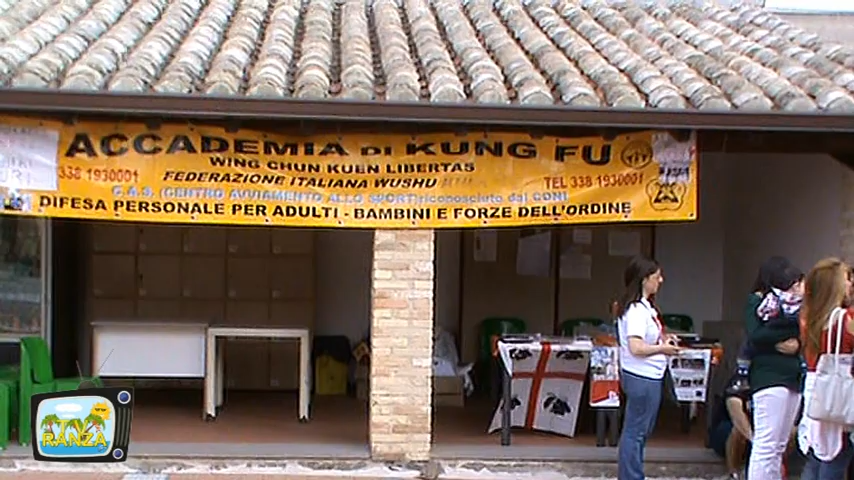 ACCADEMIA DI KUNG FU
WING CHUN KUEN LIBERTAS
338 1930001
FEDERAZIONE ITALIANA WUSHU
TEL 338 1930001
C.A.S. (CENTRO AVVIAMENTO ALLO SPORT) riconosciuto dal CONI
DIFESA PERSONALE PER ADULTI - BAMBINI E FORZE DELL'ORDINE
TV
RANZA